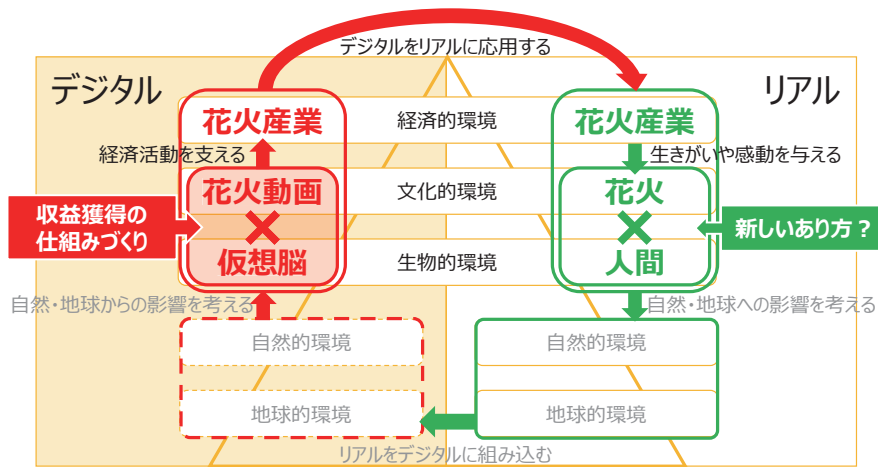 デジタルをリアルに応用する
デジタル
リアル
花火産業
経済的環境
花火産業
経済活動を支える
生きがいや感動を与える
花火動画
文化的環境
花火
収益獲得の
仕組みづくり
×
×
新しいあり方？
仮想脳
生物的環境
人間
自然・地球からの影響を考える
自然・地球への影響を考える
自然的環境
自然的環境
地球的環境
地球的環境
リアルをデジタルに組み込む